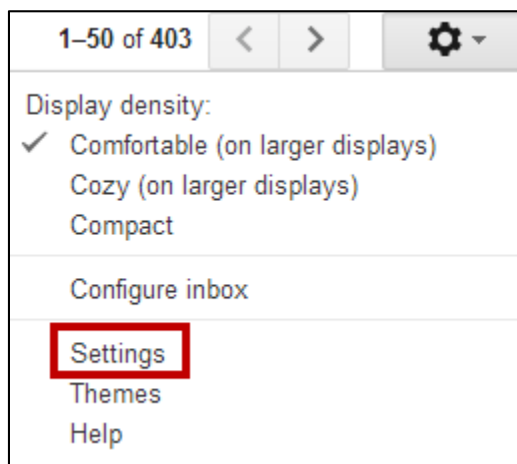 1–50 of 403
Display density:
Comfortable (on larger displays)
Cozy (on larger displays)
Compact
Configure inbox
Settings
Themes
Help